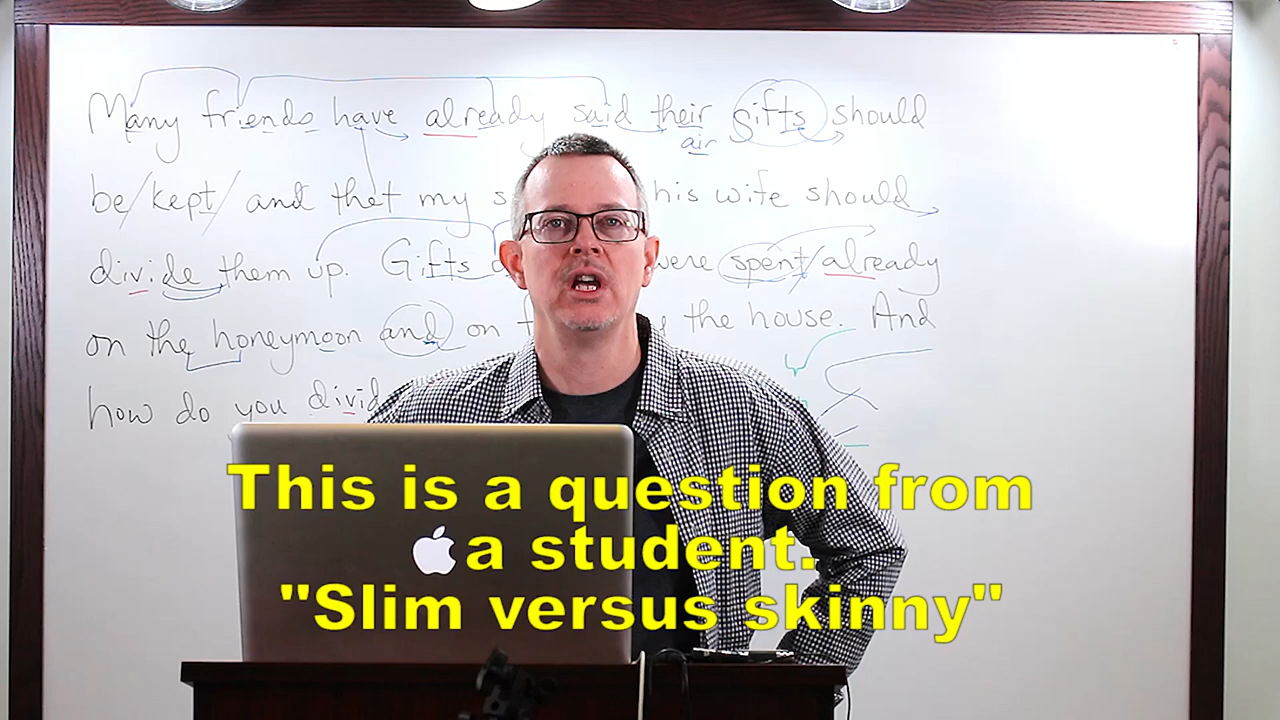 Many friends have already said their gifts should
air
be/kept/ and that my s his wife should
divide them up. Gifts were spent/already
on the honeymoon and on the house. And
how do you divid
This is a question from
a student.
"Slim versus skinny"